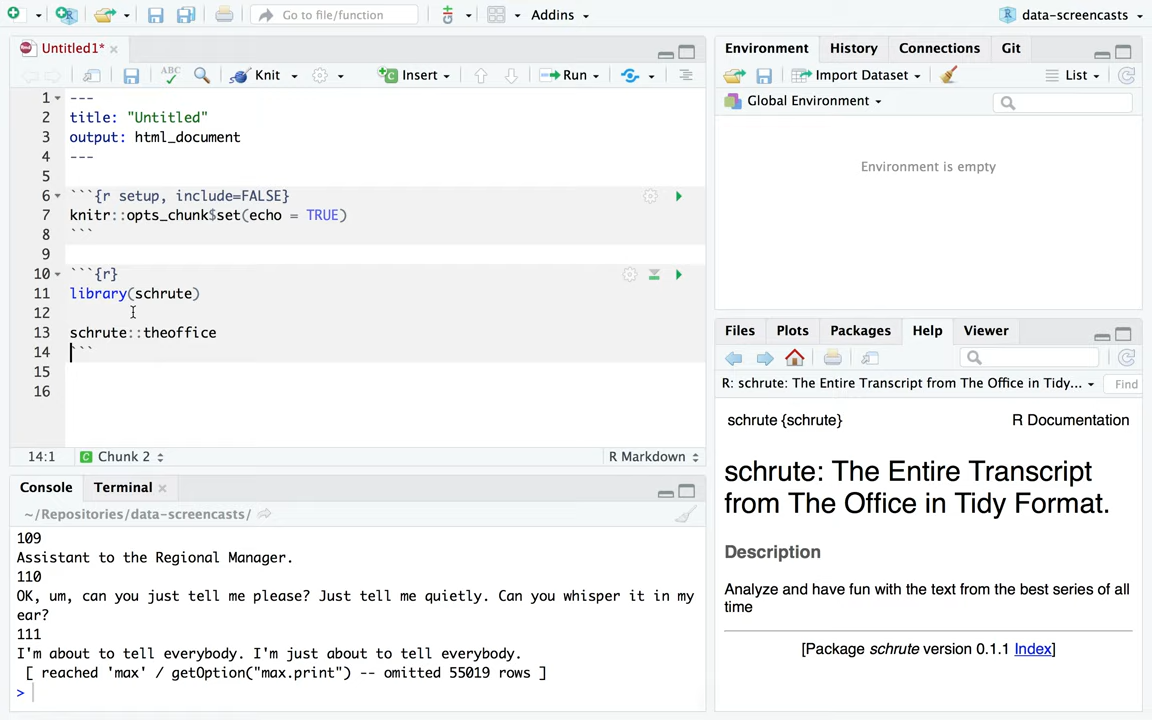 Go to file/function
Addins
data-screencasts
Untitled1*
ABC
Knit
Insert
Run
1 ---
2 title: "Untitled"
3 output: html_document
4 ---
5
6 ```{r setup, include=FALSE}
7 knitr::opts_chunk$set(echo = TRUE)
8 ```
9
10 ```{r}
11 library(schrute)
12
13 schrute::theoffice
14 ```
15
16
14:1 Chunk 2 R Markdown
Console Terminal
~/Repositories/data-screencasts/
109
Assistant to the Regional Manager.
110
OK, um, can you just tell me please? Just tell me quietly. Can you whisper it in my
ear?
111
I'm about to tell everybody. I'm just about to tell everybody.
[ reached 'max' / getOption("max.print") -- omitted 55019 rows ]
>
Environment History Connections Git
Import Dataset List
Global Environment
Environment is empty
Files Plots Packages Help Viewer
R: schrute: The Entire Transcript from The Office in Tidy... Find
schrute {schrute} R Documentation
schrute: The Entire Transcript
from The Office in Tidy Format.
Description
Analyze and have fun with the text from the best series of all
time
[Package schrute version 0.1.1 Index]